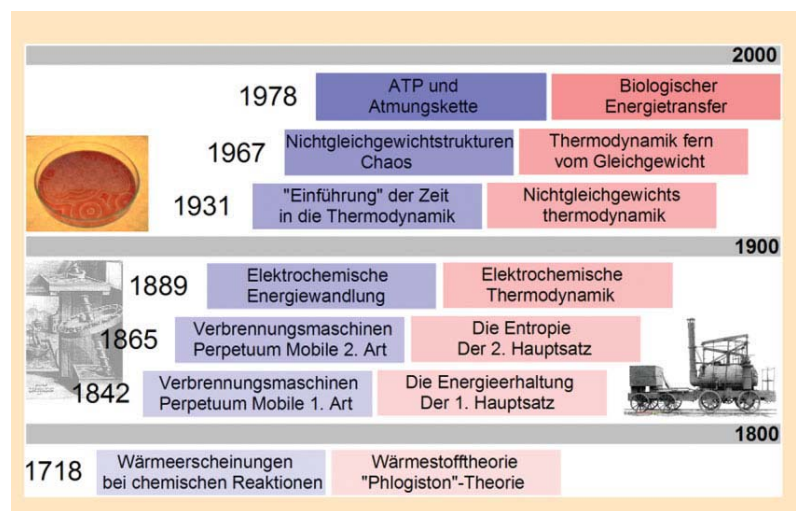 2000
1978
ATP und
Atmungskette
Biologischer
Energietransfer
1967
Nichtgleichgewichtstrukturen
Chaos
Thermodynamik fern
vom Gleichgewicht
1931
"Einführung" der Zeit
in die Thermodynamik
Nichtgleichgewichts
thermodynamik
1900
1889
Elektrochemische
Energiewandlung
Elektrochemische
Thermodynamik
1865
Verbrennungsmaschinen
Perpetuum Mobile 2. Art
Die Entropie
Der 2. Hauptsatz
1842
Verbrennungsmaschinen
Perpetuum Mobile 1. Art
Die Energieerhaltung
Der 1. Hauptsatz
1800
1718
Wärmeerscheinungen
bei chemischen Reaktionen
Wärmestofftheorie
"Phlogiston"-Theorie